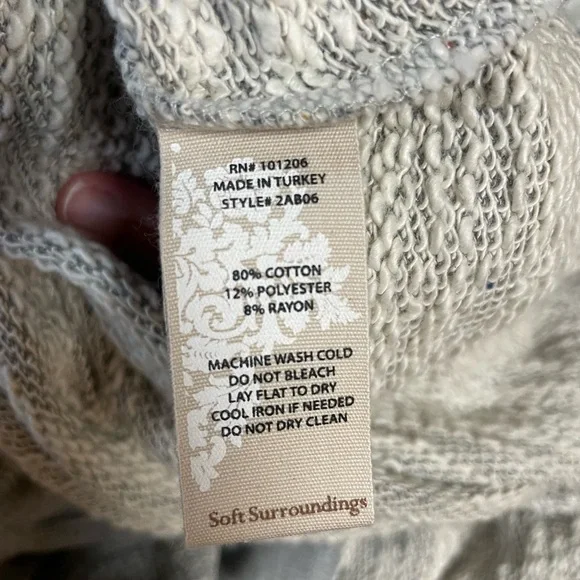 RN# 101206
MADE IN TURKEY
STYLE# 2AB06
80% COTTON
12% POLYESTER
8% RAYON
MACHINE WASH COLD
DO NOT BLEACH
LAY FLAT TO DRY
COOL IRON IF NEEDED
DO NOT DRY CLEAN
Soft Surroundings